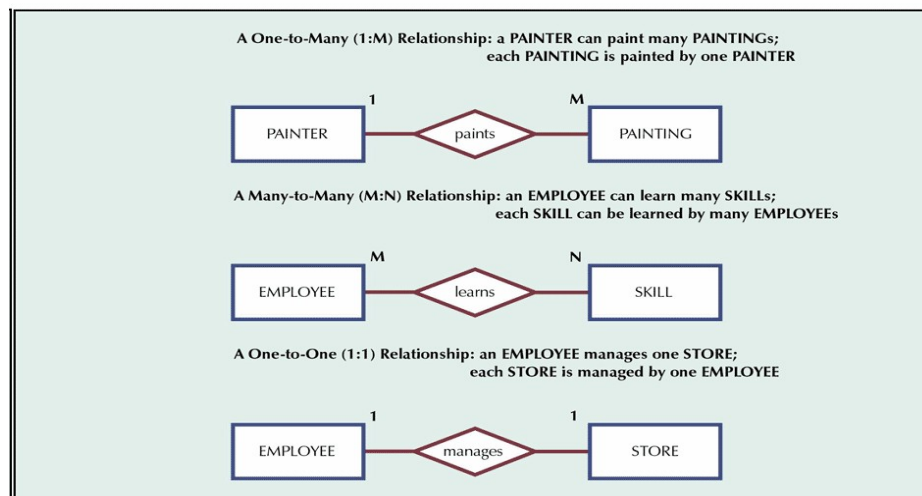 A One-to-Many (1:M) Relationship: a PAINTER can paint many PAINTINGs;
each PAINTING is painted by one PAINTER
1 M
PAINTER paints PAINTING
A Many-to-Many (M:N) Relationship: an EMPLOYEE can learn many SKILLs;
each SKILL can be learned by many EMPLOYEEs
M N
EMPLOYEE learns SKILL
A One-to-One (1:1) Relationship: an EMPLOYEE manages one STORE;
each STORE is managed by one EMPLOYEE
1 1
EMPLOYEE manages STORE